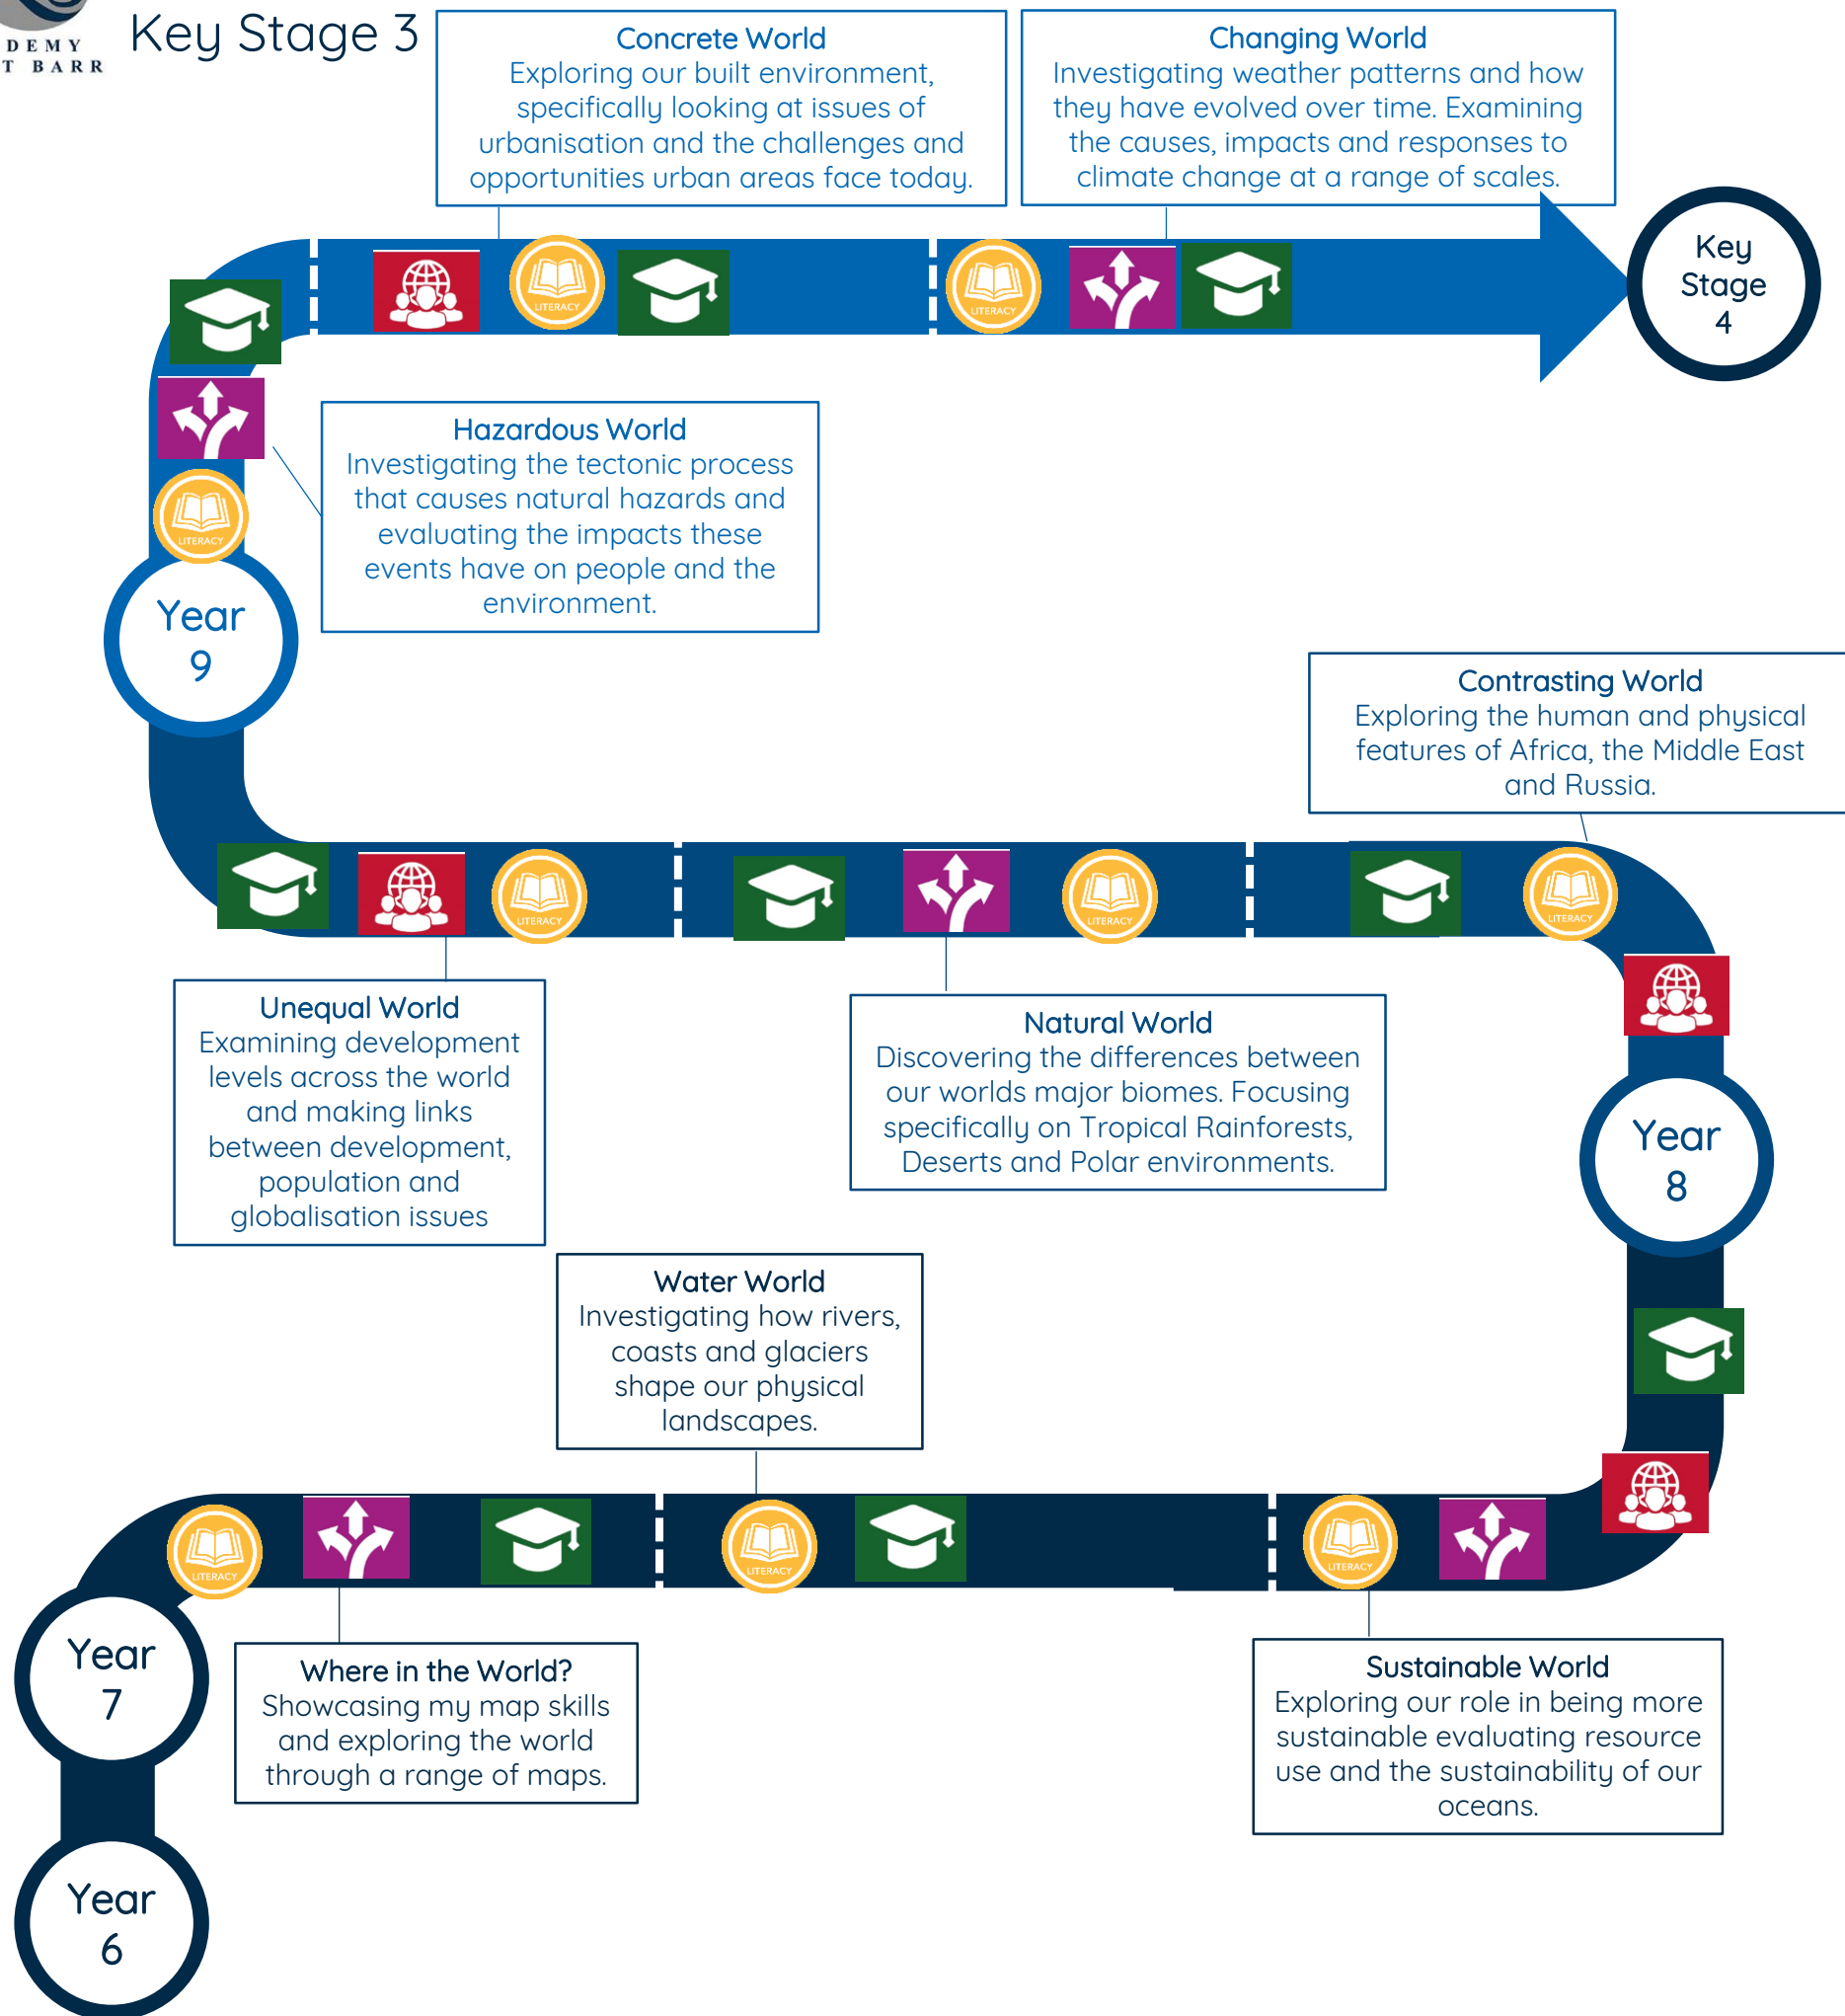 DEMY
T BARR
Key Stage 3
Concrete World
Exploring our built environment,
specifically looking at issues of
urbanisation and the challenges and
opportunities urban areas face today.
Changing World
Investigating weather patterns and how
they have evolved over time. Examining
the causes, impacts and responses to
climate change at a range of scales.
Key
Stage
4
LITERACY
LITERACY
Hazardous World
Investigating the tectonic process
that causes natural hazards and
evaluating the impacts these
events have on people and the
environment.
LITERACY
Year
9
Contrasting World
Exploring the human and physical
features of Africa, the Middle East
and Russia.
LITERACY
LITERACY
LITERACY
Unequal World
Examining development
levels across the world
and making links
between development,
population and
globalisation issues
Natural World
Discovering the differences between
our worlds major biomes. Focusing
specifically on Tropical Rainforests,
Deserts and Polar environments.
Year
8
Water World
Investigating how rivers,
coasts and glaciers
shape our physical
landscapes.
LITERACY
LITERACY
LITERACY
Year
7
Where in the World?
Showcasing my map skills
and exploring the world
through a range of maps.
Sustainable World
Exploring our role in being more
sustainable evaluating resource
use and the sustainability of our
oceans.
Year
6